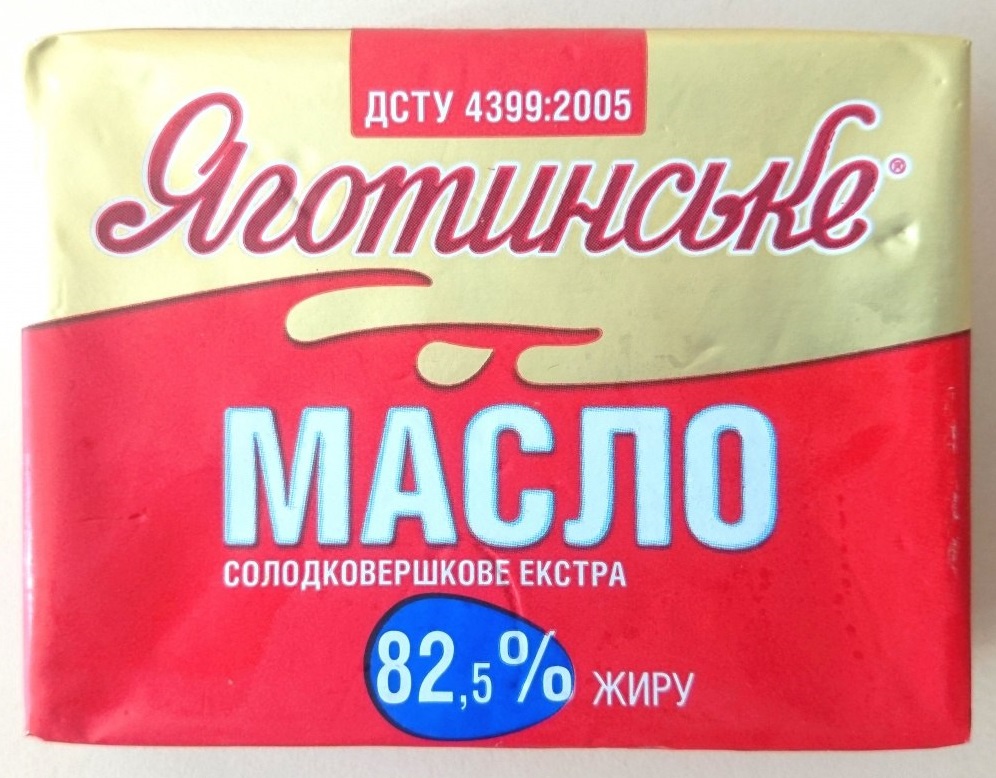 ДСТУ 4399:2005
Яготинське®
МАСЛО
СОЛОДКОВЕРШКОВЕ ЕКСТРА
82,5% ЖИРУ